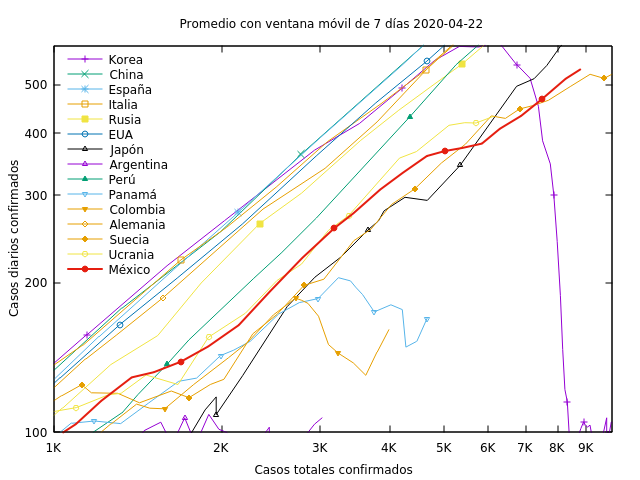 Promedio con ventana móvil de 7 días 2020-04-22
Korea
China
España
Italia
Rusia
EUA
Japón
Argentina
Perú
Panamá
Colombia
Alemania
Suecia
Ucrania
México
500
400
300
200
100
Casos diarios confirmados
1K 2K 3K 4K 5K 6K 7K 8K 9K
Casos totales confirmados